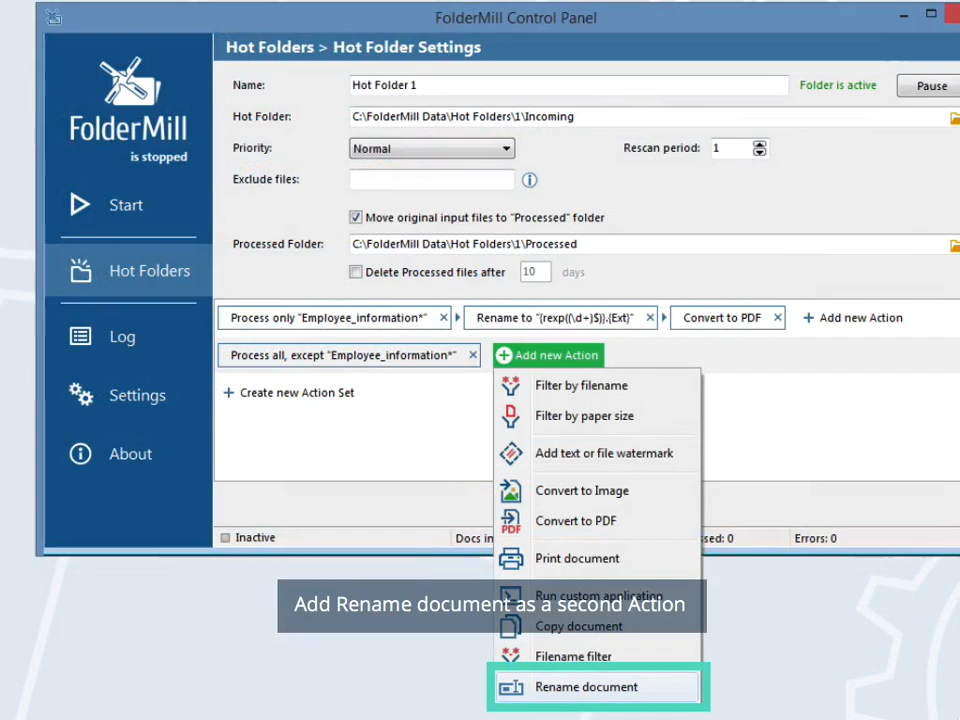 FolderMill Control Panel
Hot Folders > Hot Folder Settings
FolderMill
is stopped
Start
Hot Folders
Log
Settings
About
Name:
Hot Folder 1
Folder is active
Pause
Hot Folder:
C:\FolderMill Data\Hot Folders\1\Incoming
Priority:
Normal
Rescan period:
1
Exclude files:
Move original input files to "Processed" folder
Processed Folder:
C:\FolderMill Data\Hot Folders\1\Processed
Delete Processed files after
10
days
Process only "Employee_information*"
Rename to "{rexp((\d+)$)}.{Ext}"
Convert to PDF
Add new Action
Process all, except "Employee_information*"
Add new Action
Create new Action Set
Filter by filename
Filter by paper size
Add text or file watermark
Convert to Image
PDF
Convert to PDF
Print document
Run custom application
Copy document
Filename filter
Rename document
Inactive
Docs in
sed: 0
Errors: 0
Add Rename document as a second Action